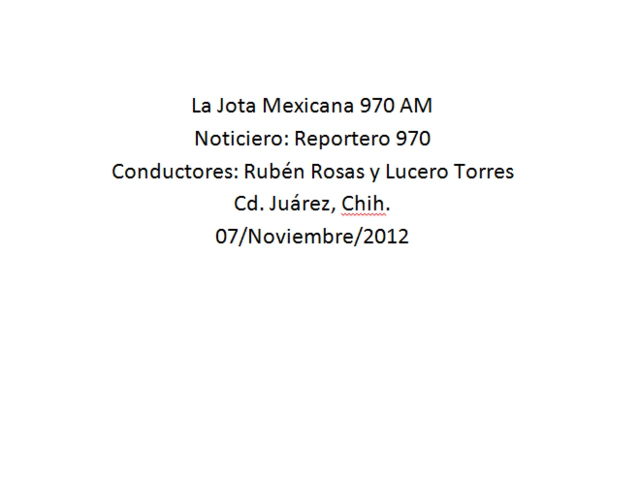 La Jota Mexicana 970 AM
Noticiero: Reportero 970
Conductores: Rubén Rosas y Lucero Torres
Cd. Juárez, Chih.
07/Noviembre/2012